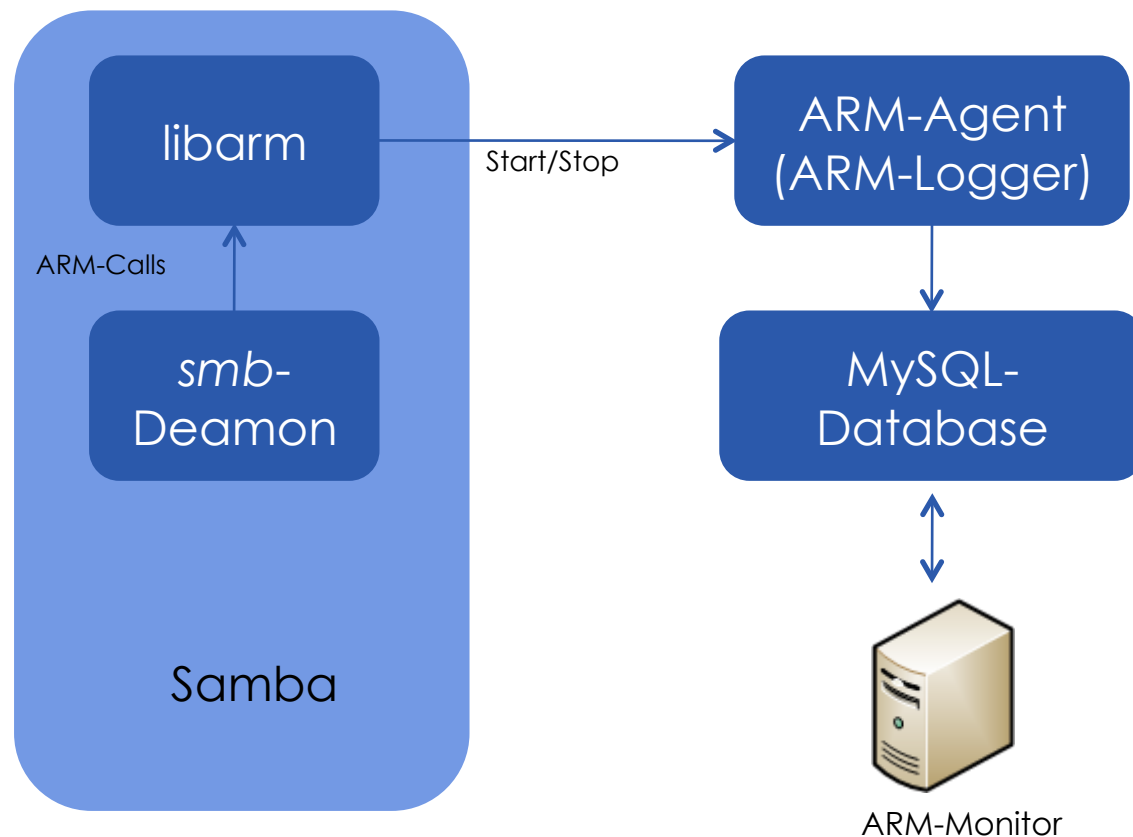 libarm
ARM-Agent
(ARM-Logger)
Start/Stop
ARM-Calls
smb-
Deamon
MySQL-
Database
Samba
ARM-Monitor